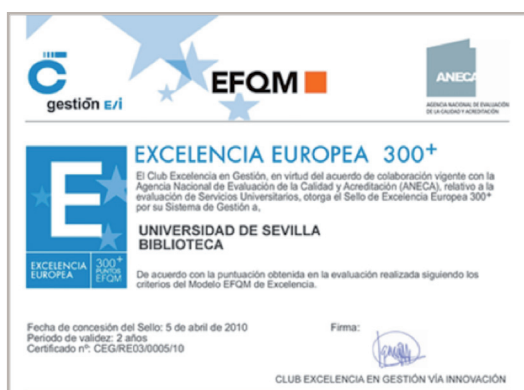 gestión e/i
EFQM
ANECA
AGENCIA NACIONAL DE EVALUACIÓN
DE LA CALIDAD Y ACREDITACIÓN
EXCELENCIA EUROPEA 300+
El Club Excelencia en Gestión, en virtud del acuerdo de colaboración vigente con la
Agencia Nacional de Evaluación de la Calidad y Acreditación (ANECA), relativo a la
evaluación de Servicios Universitarios, otorga el Sello de Excelencia Europea 300+
por su Sistema de Gestión a,
UNIVERSIDAD DE SEVILLA
BIBLIOTECA
E
EXCELENCIA
EUROPEA
300+
PUNTOS
EFQM
De acuerdo con la puntuación obtenida en la evaluación realizada siguiendo los
criterios del Modelo EFQM de Excelencia.
Fecha de concesión del Sello: 5 de abril de 2010
Periodo de validez: 2 años
Certificado nº: CEG/RE03/0005/10
Firma:
CLUB EXCELENCIA EN GESTIÓN VÍA INNOVACIÓN